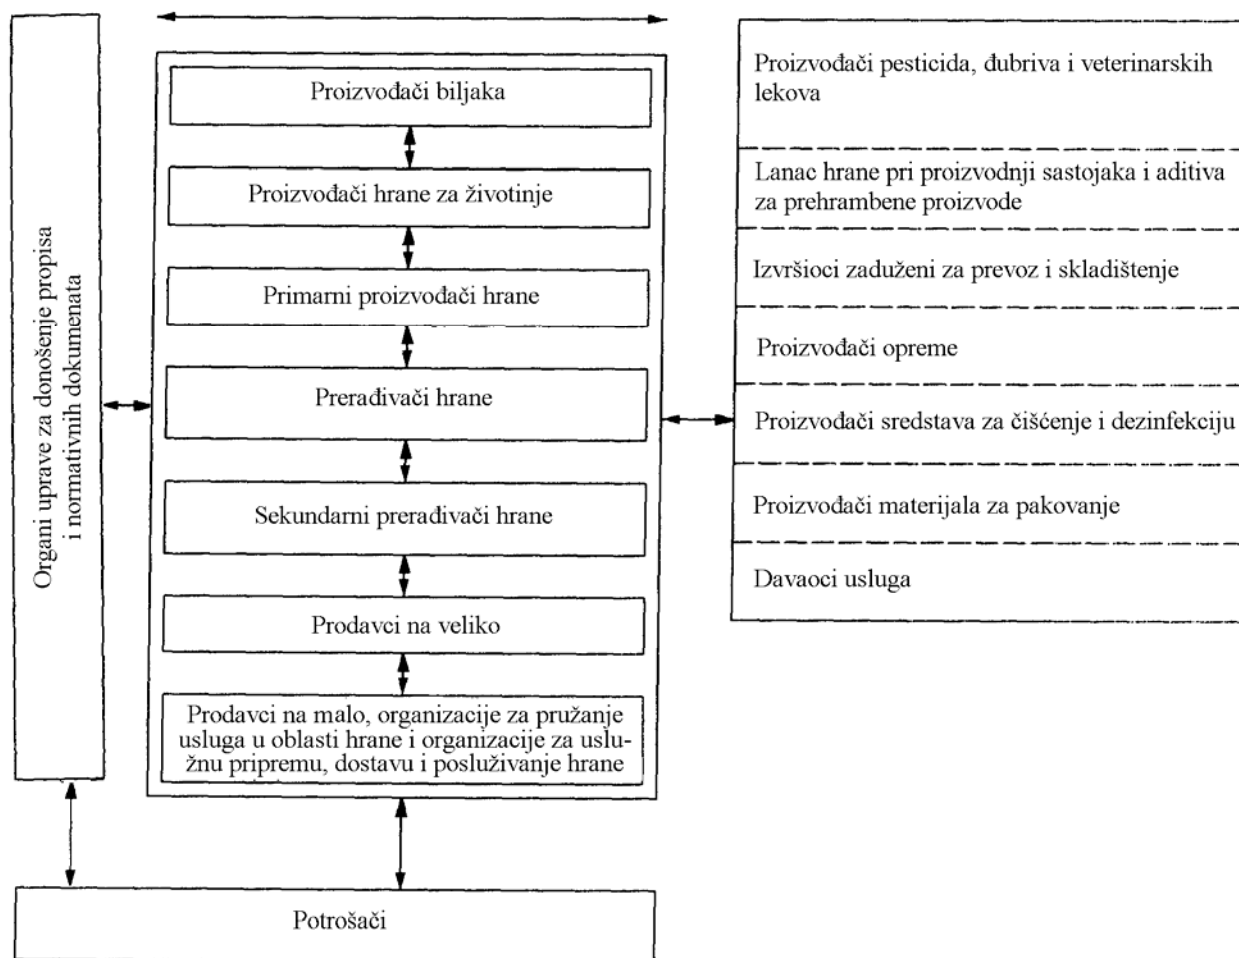 Organi uprave za donošenje propisa
i normativnih dokumenata
Proizvođači biljaka
Proizvođači hrane za životinje
Primarni proizvođači hrane
Prerađivači hrane
Sekundarni prerađivači hrane
Prodavci na veliko
Prodavci na malo, organizacije za pružanje
usluga u oblasti hrane i organizacije za uslu-
žnu pripremu, dostavu i posluživanje hrane
Potrošači
Proizvođači pesticida, đubriva i veterinarskih
lekova
Lanac hrane pri proizvodnji sastojaka i aditiva
za prehrambene proizvode
Izvršioci zaduženi za prevoz i skladištenje
Proizvođači opreme
Proizvođači sredstava za čišćenje i dezinfekciju
Proizvođači materijala za pakovanje
Davaoci usluga